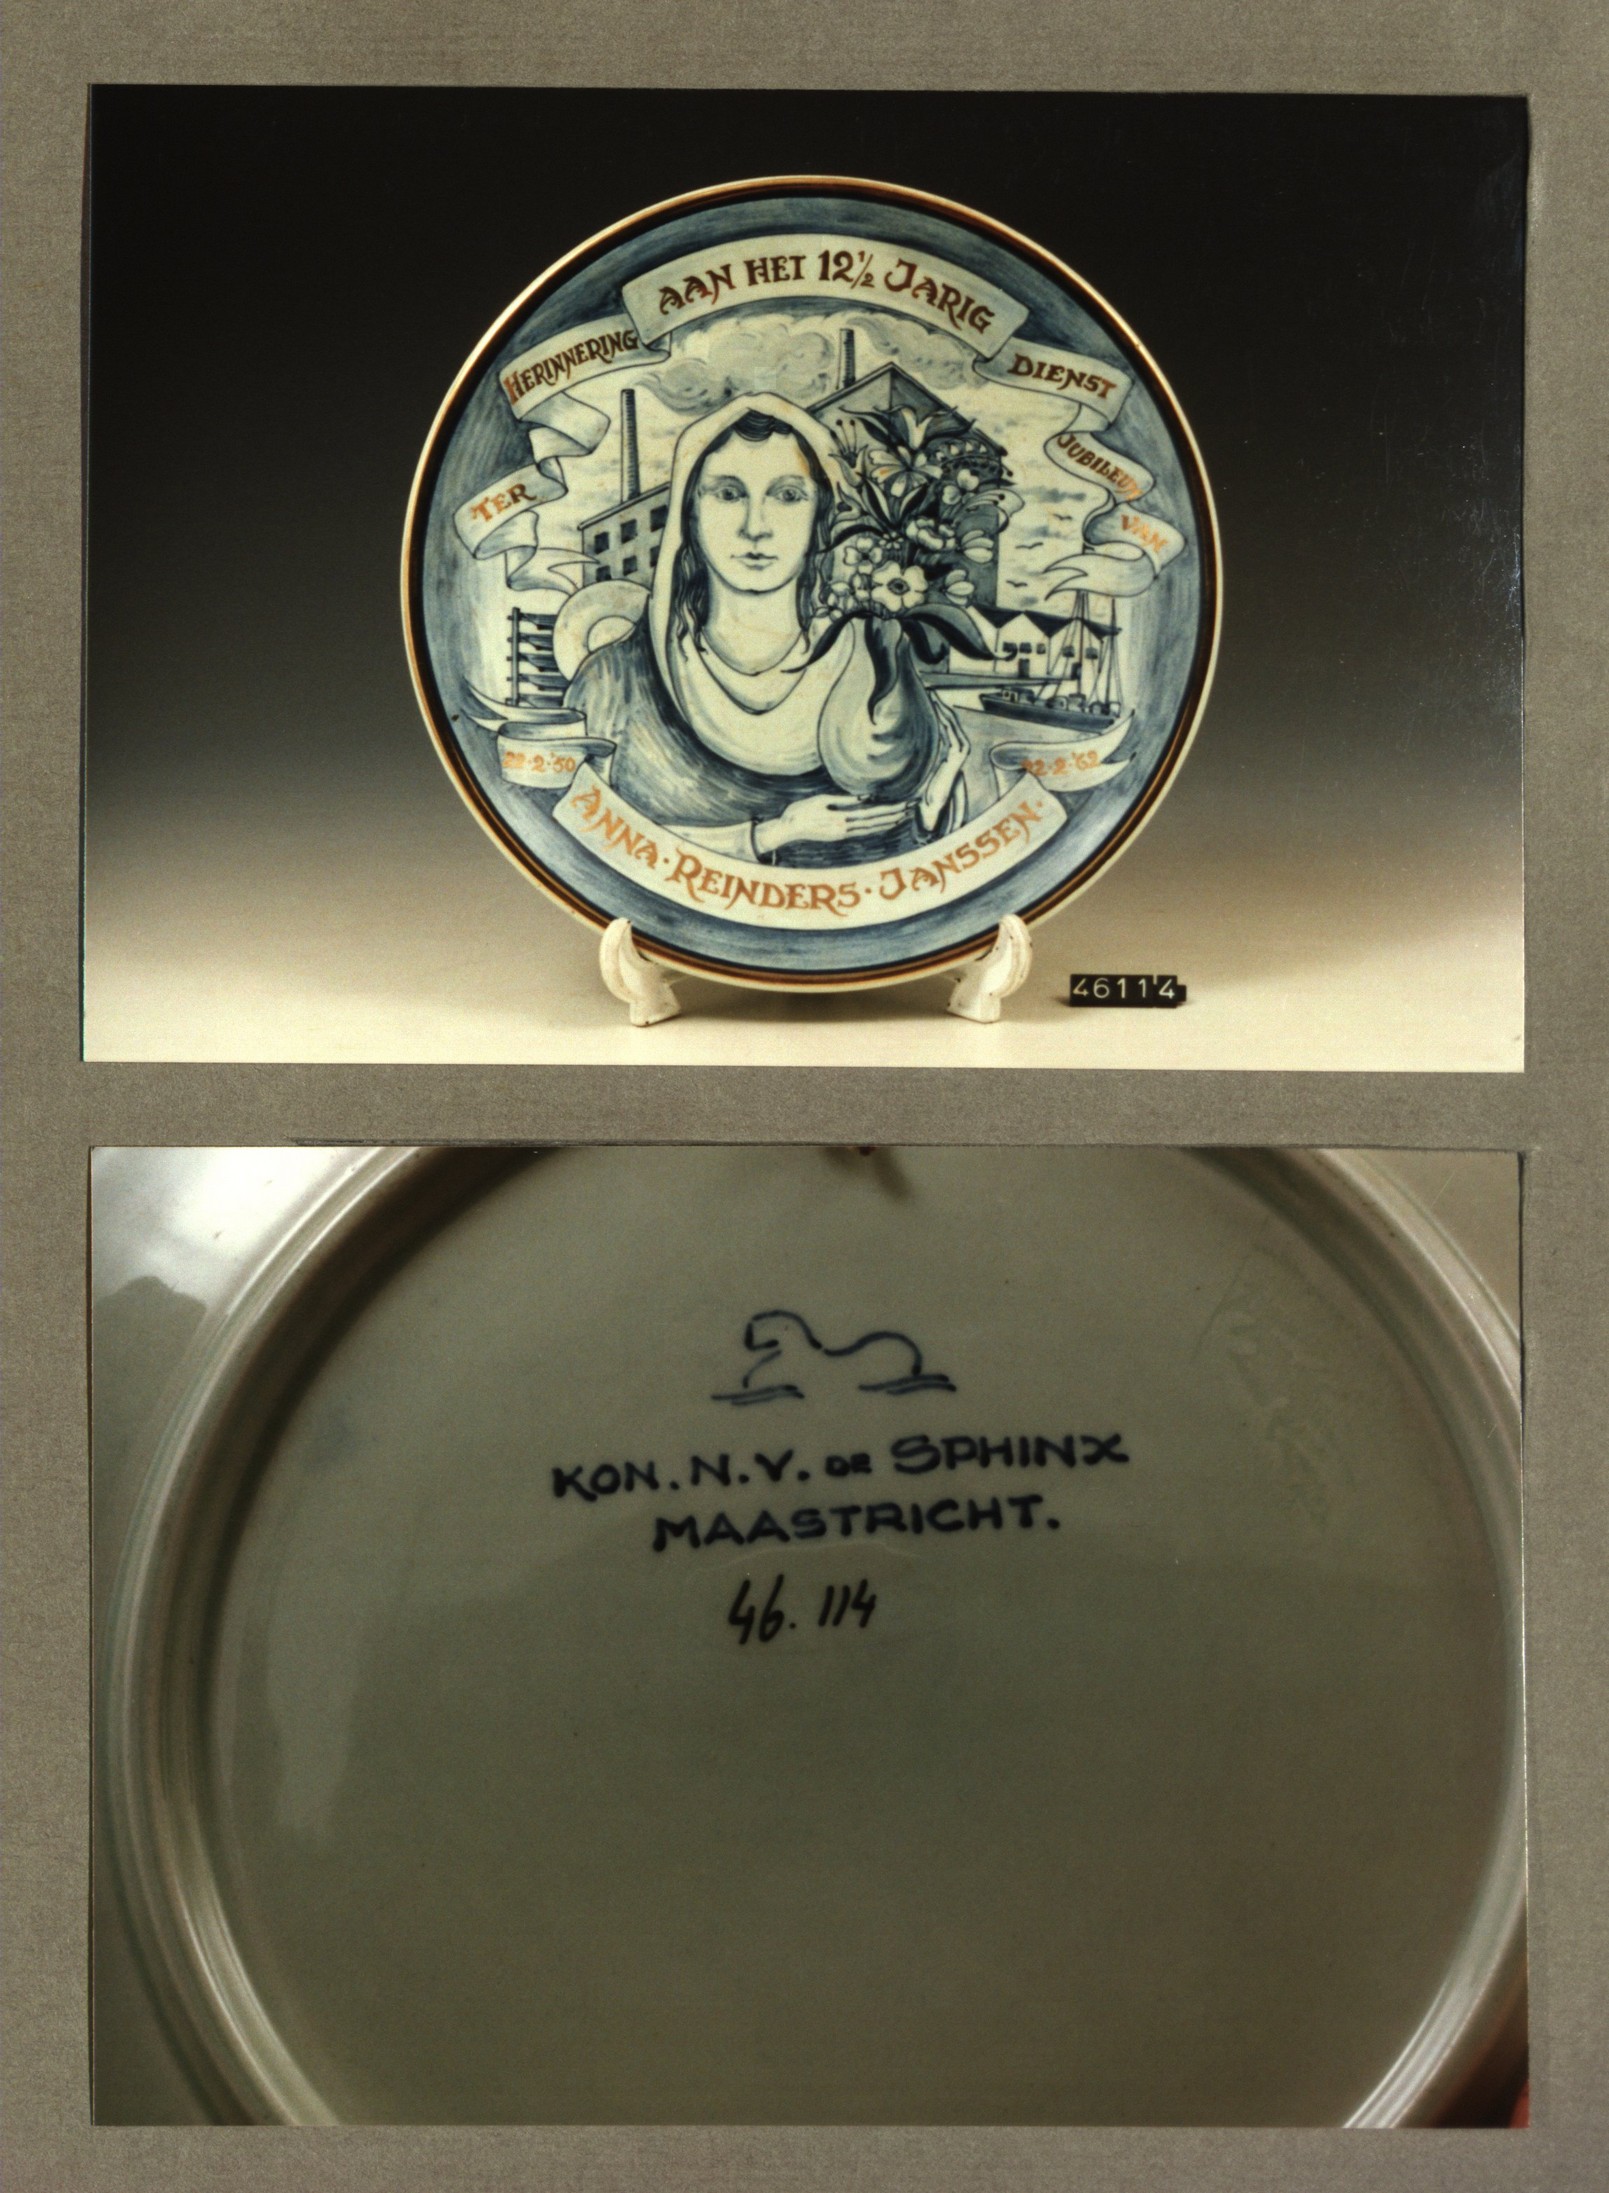 TER
HERINNERING
AAN HET 12½ JARIG
DIENST
JUBILEUM
VAN
22·2·'50
22·2·'62
ANNA·REINDERS·JANSSEN·
46114
KON. N.V. DE SPHINX
MAASTRICHT.
46.114